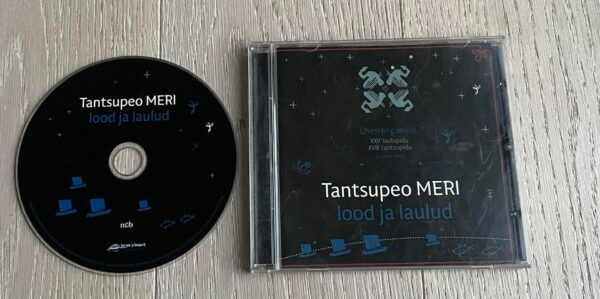 Tantsupeo MERI
lood ja laulud
ncb
ÜhesHingamine
XXV laulupidu
XVIII tantsupidu
Tantsupeo MERI
lood ja laulud